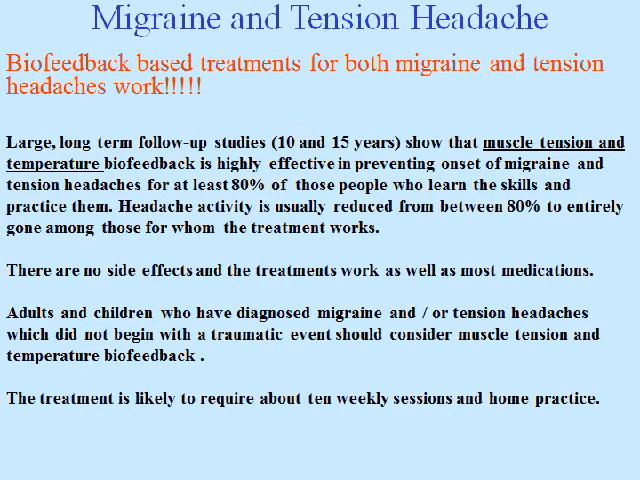 Migraine and Tension Headache
Biofeedback based treatments for both migraine and tension
headaches work!!!!!
Large, long term follow-up studies (10 and 15 years) show that muscle tension and
temperature biofeedback is highly effective in preventing onset of migraine and
tension headaches for at least 80% of those people who learn the skills and
practice them. Headache activity is usually reduced from between 80% to entirely
gone among those for whom the treatment works.
There are no side effects and the treatments work as well as most medications.
Adults and children who have diagnosed migraine and / or tension headaches
which did not begin with a traumatic event should consider muscle tension and
temperature biofeedback .
The treatment is likely to require about ten weekly sessions and home practice.